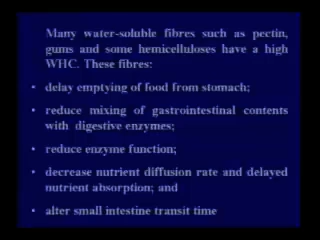 Many water-soluble fibres such as pectin,
gums and some hemicelluloses have a high
WHC. These fibres:
• delay emptying of food from stomach;
• reduce mixing of gastrointestinal contents
with digestive enzymes;
• reduce enzyme function;
• decrease nutrient diffusion rate and delayed
nutrient absorption; and
• alter small intestine transit time